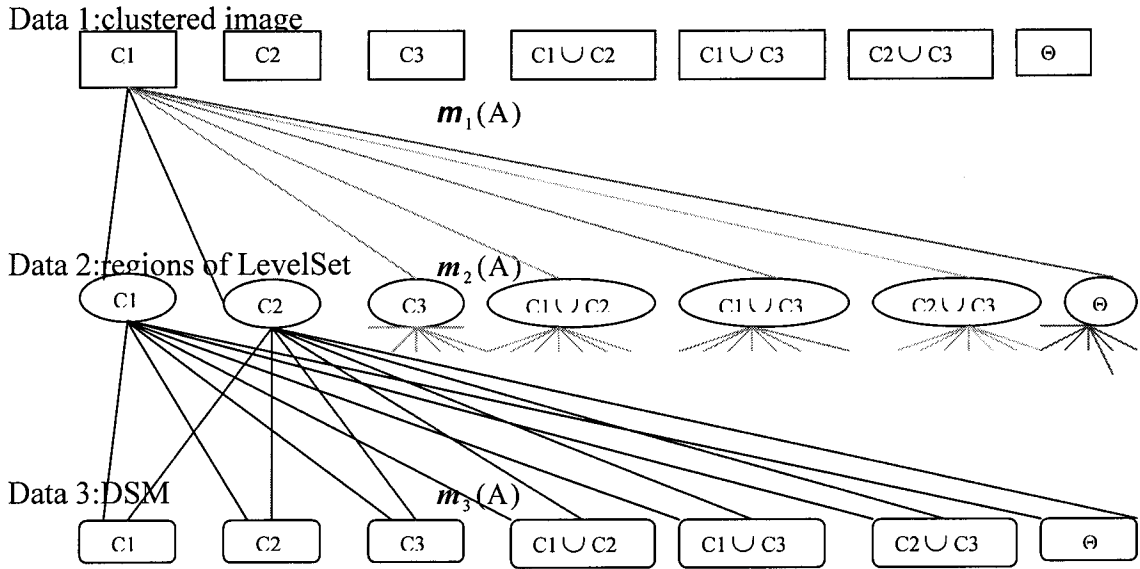 Data 1:clustered image
C1 C2 C3 C1 ∪ C2 C1 ∪ C3 C2 ∪ C3 Θ
m₁(A)
Data 2:regions of LevelSet
m₂(A)
C1 C2 C3 C1 ∪ C2 C1 ∪ C3 C2 ∪ C3 Θ
Data 3:DSM
m₃(A)
C1 C2 C3 C1 ∪ C2 C1 ∪ C3 C2 ∪ C3 Θ